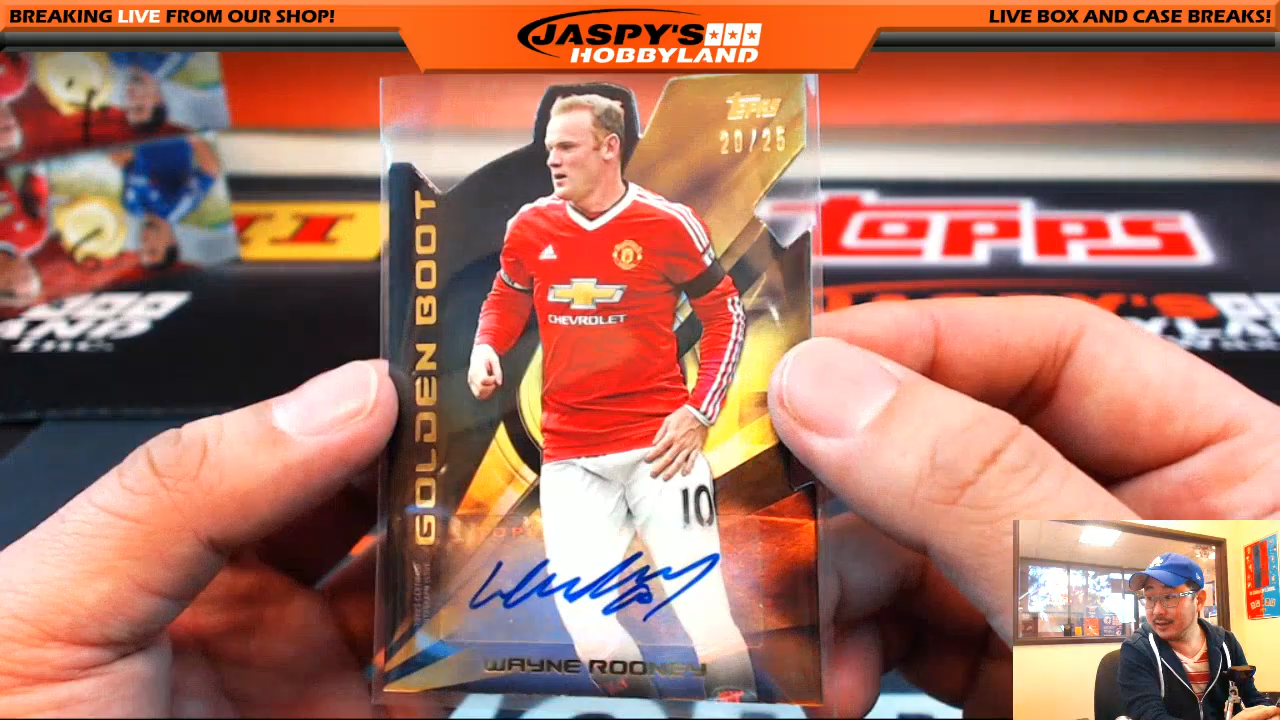 BREAKING LIVE FROM OUR SHOP!
JASPY'S
HOBBYLAND
LIVE BOX AND CASE BREAKS!
Topps
20/25
GOLDEN BOOT
CHEVROLET
10
WAYNE ROONEY
Topps
JASPY'S